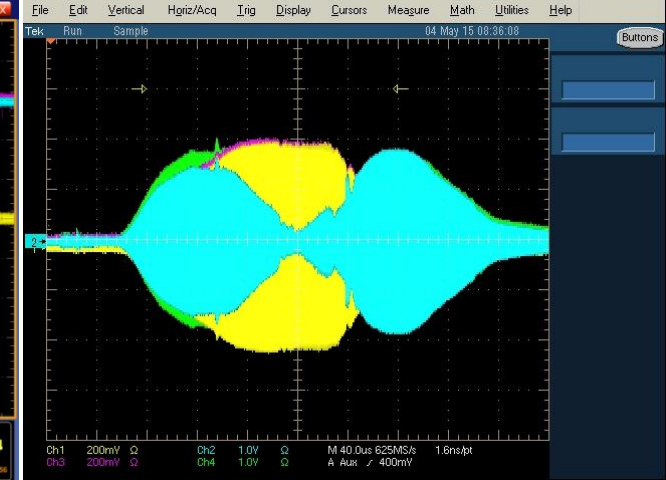 File Edit Vertical Horiz/Acq Trig Display Cursors Measure Math Utilities Help
Tek Run Sample 04 May 15 08:36:08
Buttons
2
Ch1 200mV Ω Ch2 1.0V Ω M 40.0us 625MS/s 1.6ns/pt
Ch3 200mV Ω Ch4 1.0V Ω A Aux ∕ 400mV